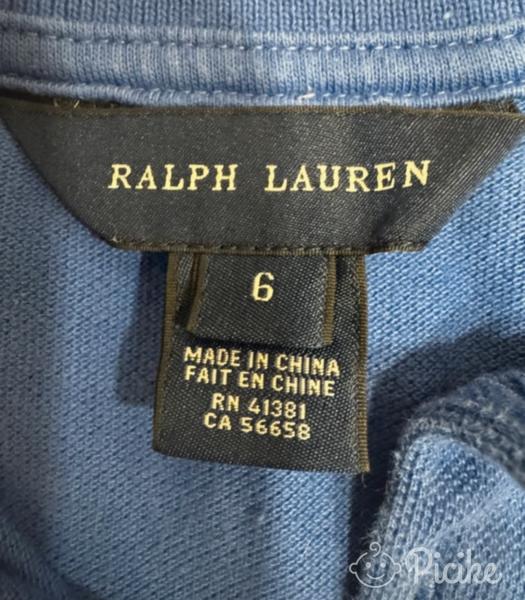 RALPH LAUREN
6
MADE IN CHINA
FAIT EN CHINE
RN 41381
CA 56658
Picike